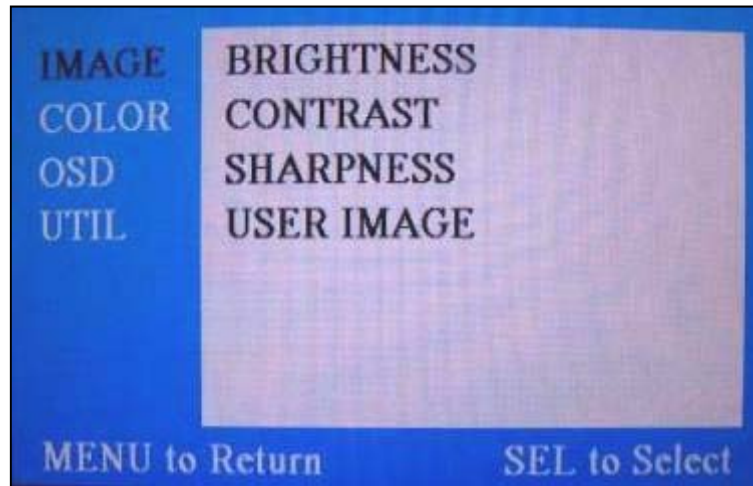 IMAGE BRIGHTNESS
COLOR CONTRAST
OSD SHARPNESS
UTIL USER IMAGE
MENU to Return SEL to Select